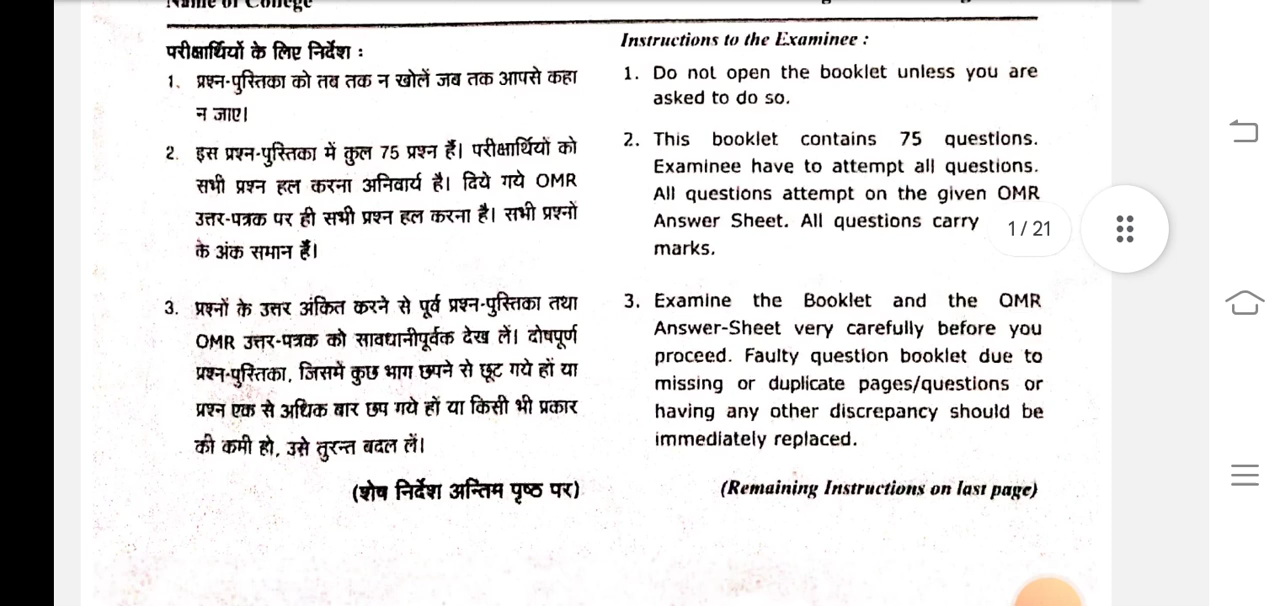 Name of College
परीक्षार्थियों के लिए निर्देश :
1. प्रश्न-पुस्तिका को तब तक न खोलें जब तक आपसे कहा
न जाए।
2. इस प्रश्न-पुस्तिका में कुल 75 प्रश्न हैं। परीक्षार्थियों को
सभी प्रश्न हल करना अनिवार्य है। दिये गये OMR
उत्तर-पत्रक पर ही सभी प्रश्न हल करना है। सभी प्रश्नों
के अंक समान हैं।
3. प्रश्नों के उत्तर अंकित करने से पूर्व प्रश्न-पुस्तिका तथा
OMR उत्तर-पत्रक को सावधानीपूर्वक देख लें। दोषपूर्ण
प्रश्न-पुस्तिका, जिसमें कुछ भाग छपने से छूट गये हों या
प्रश्न एक से अधिक बार छप गये हों या किसी भी प्रकार
की कमी हो, उसे तुरन्त बदल लें।
(शेष निर्देश अन्तिम पृष्ठ पर)
Instructions to the Examinee :
1. Do not open the booklet unless you are
asked to do so.
2. This booklet contains 75 questions.
Examinee have to attempt all questions.
All questions attempt on the given OMR
Answer Sheet. All questions carry
marks.
3. Examine the Booklet and the OMR
Answer-Sheet very carefully before you
proceed. Faulty question booklet due to
missing or duplicate pages/questions or
having any other discrepancy should be
immediately replaced.
(Remaining Instructions on last page)
1 / 21